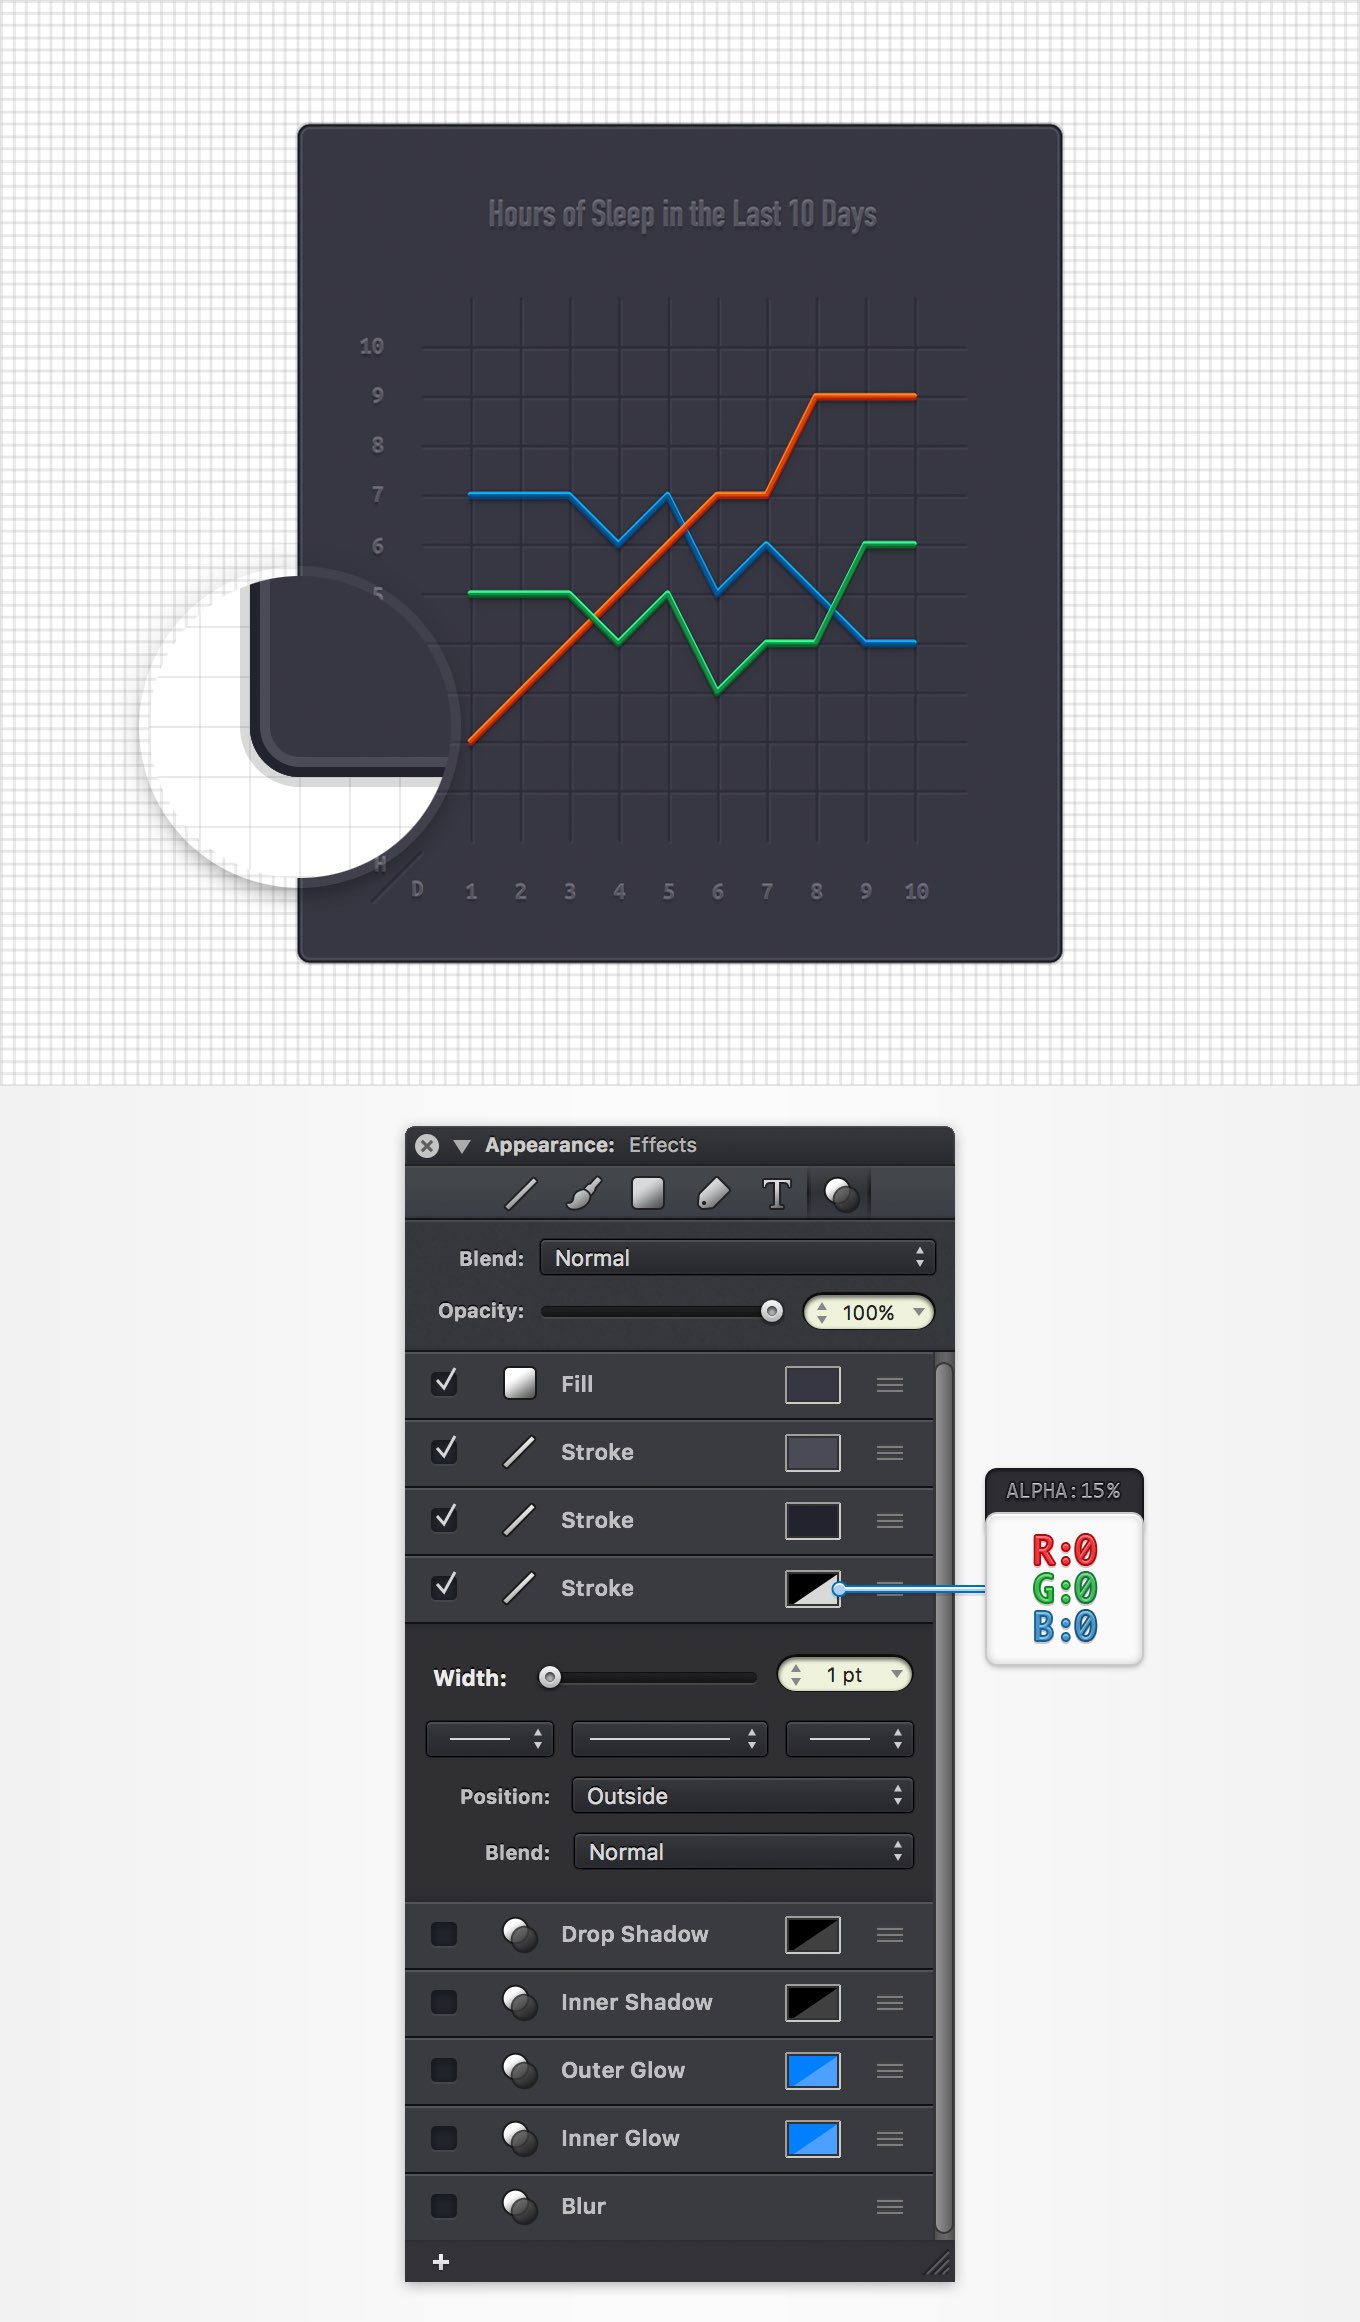 Hours of Sleep in the Last 10 Days
10
9
8
7
6
5
H
D 1 2 3 4 5 6 7 8 9 10
Appearance: Effects
T
Blend: Normal
Opacity: 100%
Fill
Stroke
Stroke
Stroke
ALPHA:15%
R:0
G:0
B:0
Width: 1 pt
Position: Outside
Blend: Normal
Drop Shadow
Inner Shadow
Outer Glow
Inner Glow
Blur
+